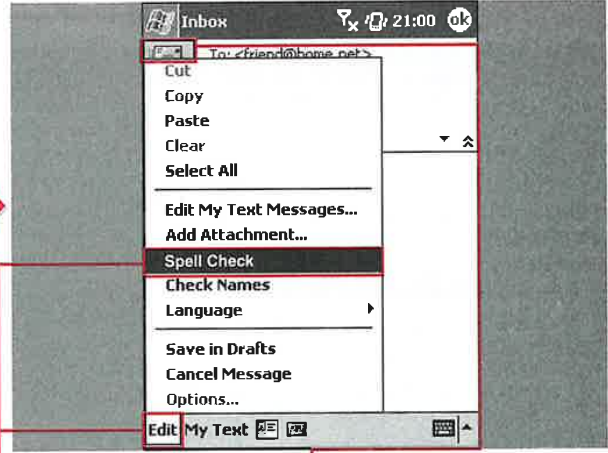 Inbox 21:00 ok
To: <friend@home.net>
Cut
Copy
Paste
Clear
Select All
Edit My Text Messages...
Add Attachment...
Spell Check
Check Names
Language
Save in Drafts
Cancel Message
Options...
Edit My Text